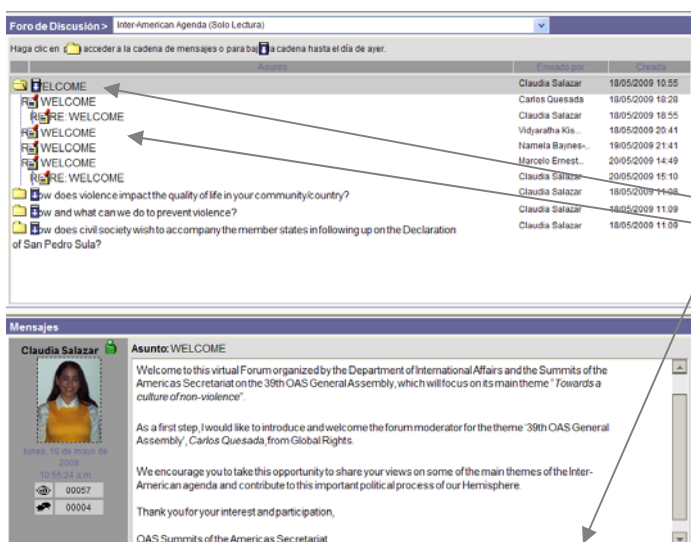 Foro de Discusión > Inter-American Agenda (Solo Lectura)
Haga clic en p acceder a la cadena de mensajes o para baj a cadena hasta el día de ayer.
Asunto Enviado por Creada
ELCOME Claudia Salazar 18/05/2009 10:55
WELCOME Carlos Quesada 18/05/2009 18:28
RE: WELCOME Claudia Salazar 18/05/2009 18:55
WELCOME Vidyaratha Kis... 18/05/2009 20:41
WELCOME Namela Baynes-.. 19/05/2009 21:41
WELCOME Marcelo Ernest.. 20/05/2009 14:49
RE: WELCOME Claudia Salazar 20/05/2009 15:10
ow does violence impact the quality of life in your community/country? Claudia Salazar 18/05/2009 11:08
ow and what can we do to prevent violence? Claudia Salazar 18/05/2009 11:09
ow does civil society wish to accompany the member states in following up on the Declaration Claudia Salazar 18/05/2009 11:09
of San Pedro Sula?
Mensajes
Claudia Salazar Asunto: WELCOME
Welcome to this virtual Forum organized by the Department of International Affairs and the Summits of the
Americas Secretariat on the 39th OAS General Assembly, which will focus on its main theme "Towards a
culture of non-violence".
As a first step, I would like to introduce and welcome the forum moderator for the theme '39th OAS General
Assembly', Carlos Quesada, from Global Rights.
lunes, 18 de mayo de
2009
10:55:24 a.m.
We encourage you to take this opportunity to share your views on some of the main themes of the Inter-
American agenda and contribute to this important political process of our Hemisphere.
00057
00004
Thank you for your interest and participation,
OAS Summits of the Americas Secretariat